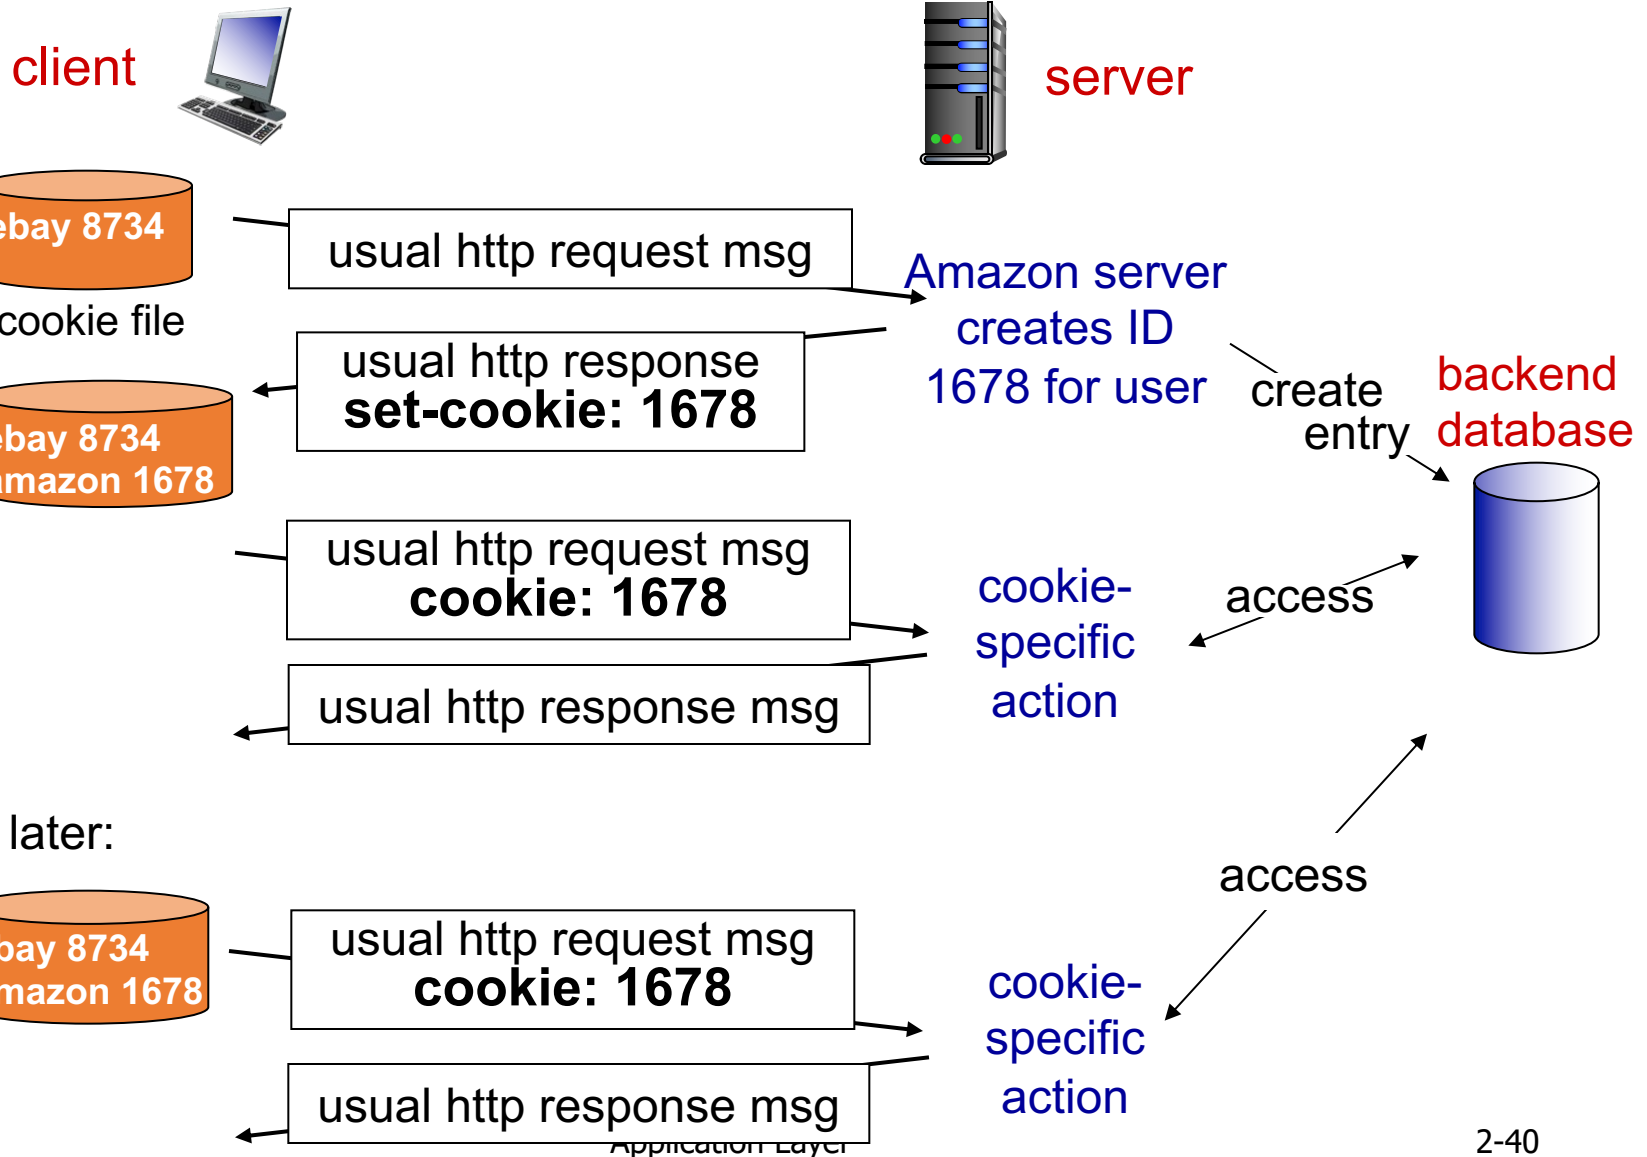 client
server
ebay 8734
cookie file
usual http request msg
Amazon server
creates ID
1678 for user
usual http response
set-cookie: 1678
create
entry
backend
database
ebay 8734
amazon 1678
usual http request msg
cookie: 1678
cookie-
specific
action
access
usual http response msg
later:
access
bay 8734
mazon 1678
usual http request msg
cookie: 1678
cookie-
specific
action
usual http response msg
Application Layer
2-40